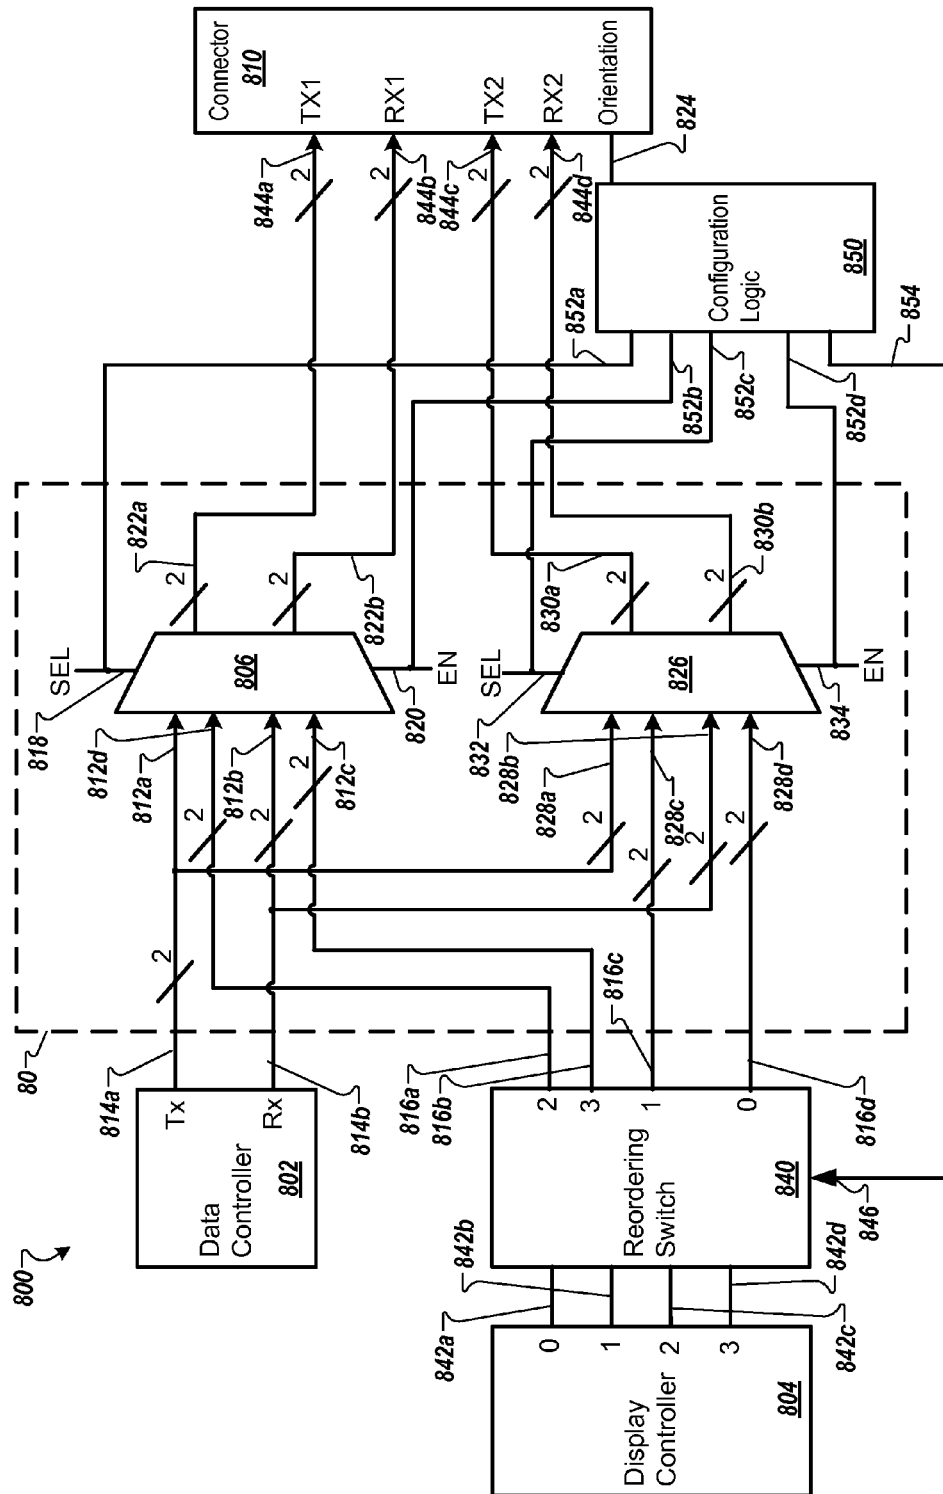 800
Data
Controller
802
Tx
Rx
814a
814b
80
Display
Controller
804
0
1
2
3
842a
842b
842c
842d
Reordering
Switch
840
846
2
3
1
0
816a
816b
816c
816d
2
812a
812d
812b
812c
2
2
2
818
SEL
806
820
EN
822a
2
822b
2
828a
828b
828c
828d
2
2
2
2
832
SEL
826
834
EN
830a
2
830b
2
852a
852b
852c
852d
854
Configuration
Logic
850
824
844a
2
844b
2
844c
2
844d
2
Connector
810
TX1
RX1
TX2
RX2
Orientation